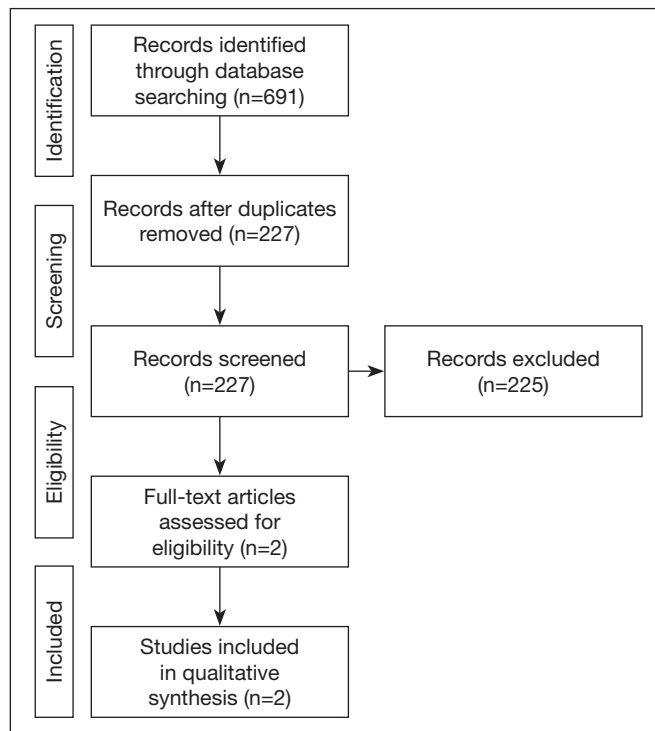 Identification
Records identified
through database
searching (n=691)
Screening
Records after duplicates
removed (n=227)
Records screened
(n=227)
Records excluded
(n=225)
Eligibility
Full-text articles
assessed for
eligibility (n=2)
Included
Studies included
in qualitative
synthesis (n=2)